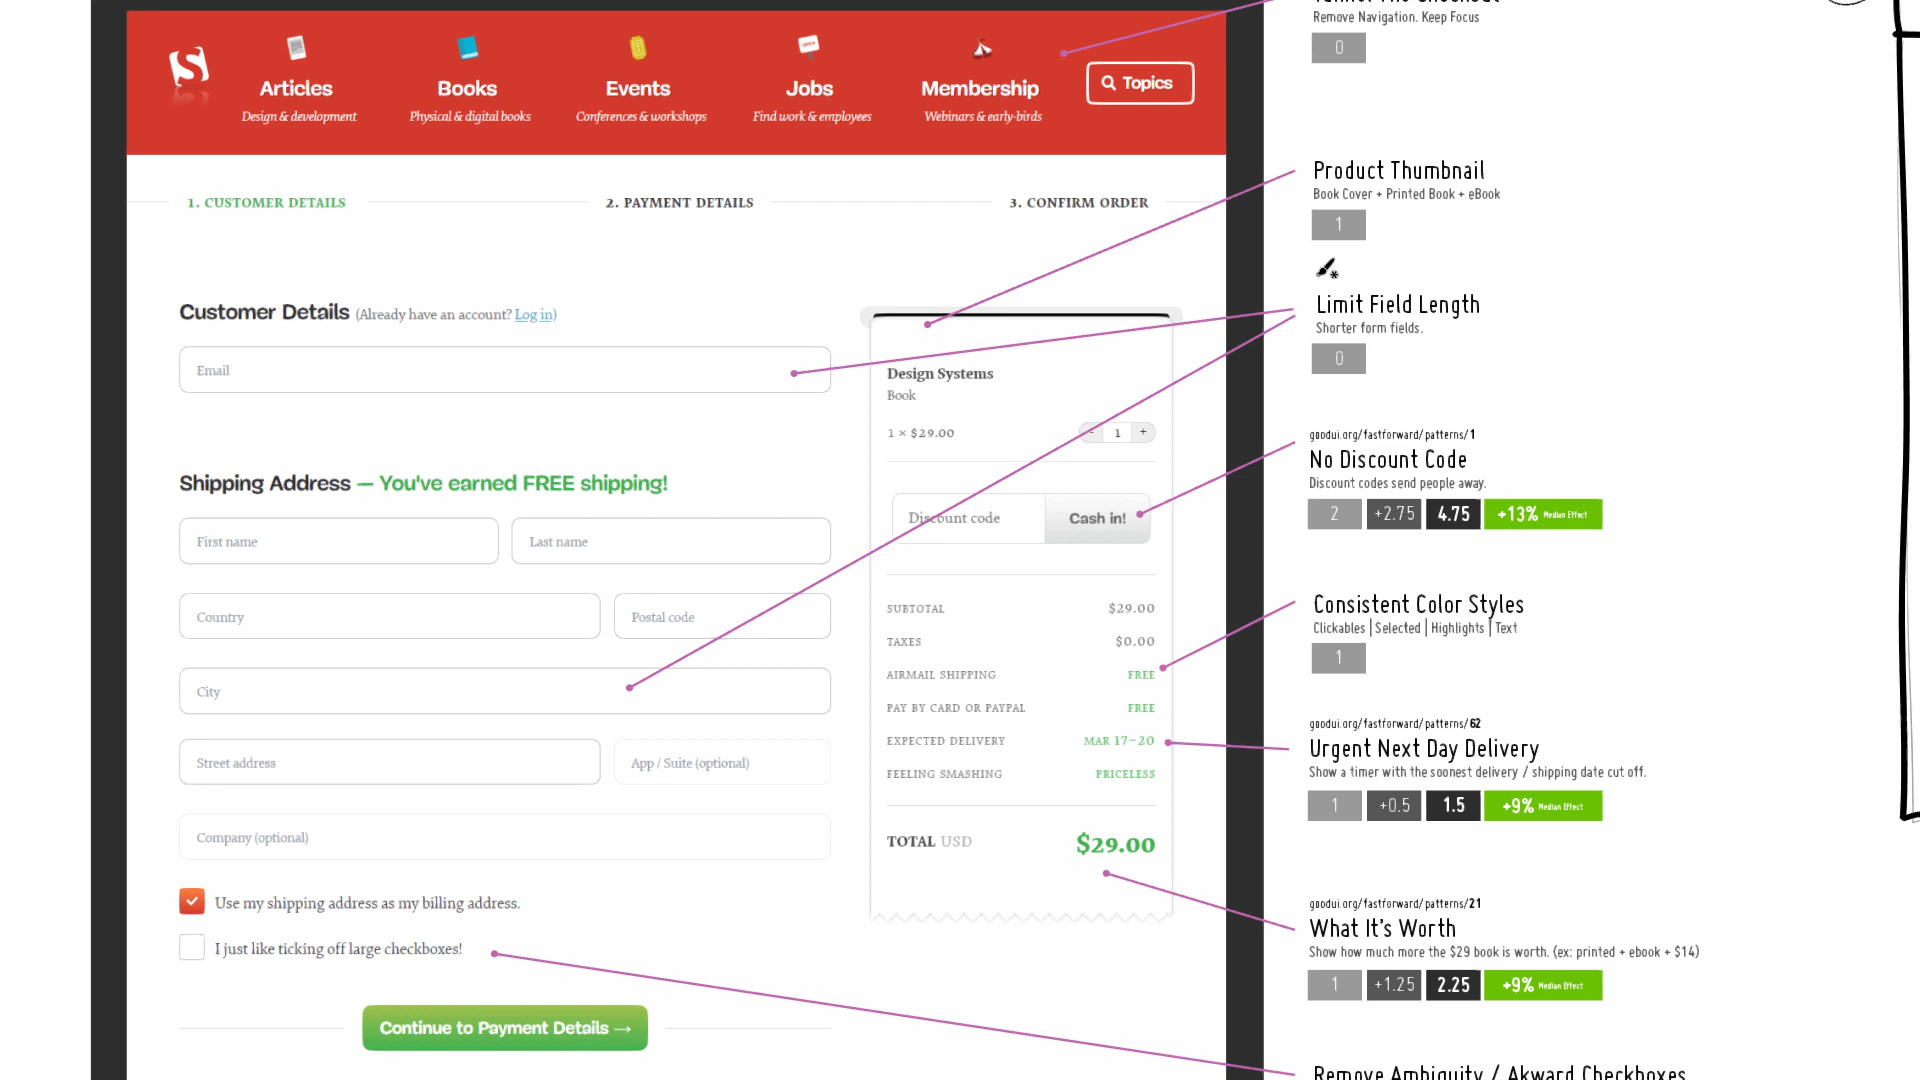 Articles
Design & development
Books
Physical & digital books
Events
Conferences & workshops
OPEN
Jobs
Find work & employees
Membership
Webinars & early-birds
Topics
1. CUSTOMER DETAILS
2. PAYMENT DETAILS
3. CONFIRM ORDER
Customer Details (Already have an account? Log in)
Email
Shipping Address — You've earned FREE shipping!
First name
Last name
Country
Postal code
City
Street address
App / Suite (optional)
Company (optional)
Use my shipping address as my billing address.
I just like ticking off large checkboxes!
Continue to Payment Details →
Design Systems
Book
1 × $29.00
- 1 +
Discount code
Cash in!
SUBTOTAL $29.00
TAXES $0.00
AIRMAIL SHIPPING FREE
PAY BY CARD OR PAYPAL FREE
EXPECTED DELIVERY MAR 17–20
FEELING SMASHING PRICELESS
TOTAL USD $29.00
Remove Navigation. Keep Focus
0
Product Thumbnail
Book Cover + Printed Book + eBook
1
Limit Field Length
Shorter form fields.
0
goodui.org/fastforward/patterns/1
No Discount Code
Discount codes send people away.
2 +2.75 4.75 +13% Median Effect
Consistent Color Styles
Clickables | Selected | Highlights | Text
1
goodui.org/fastforward/patterns/62
Urgent Next Day Delivery
Show a timer with the soonest delivery / shipping date cut off.
1 +0.5 1.5 +9% Median Effect
goodui.org/fastforward/patterns/21
What It's Worth
Show how much more the $29 book is worth. (ex: printed + ebook + $14)
1 +1.25 2.25 +9% Median Effect
Remove Ambiguity / Akward Checkboxes